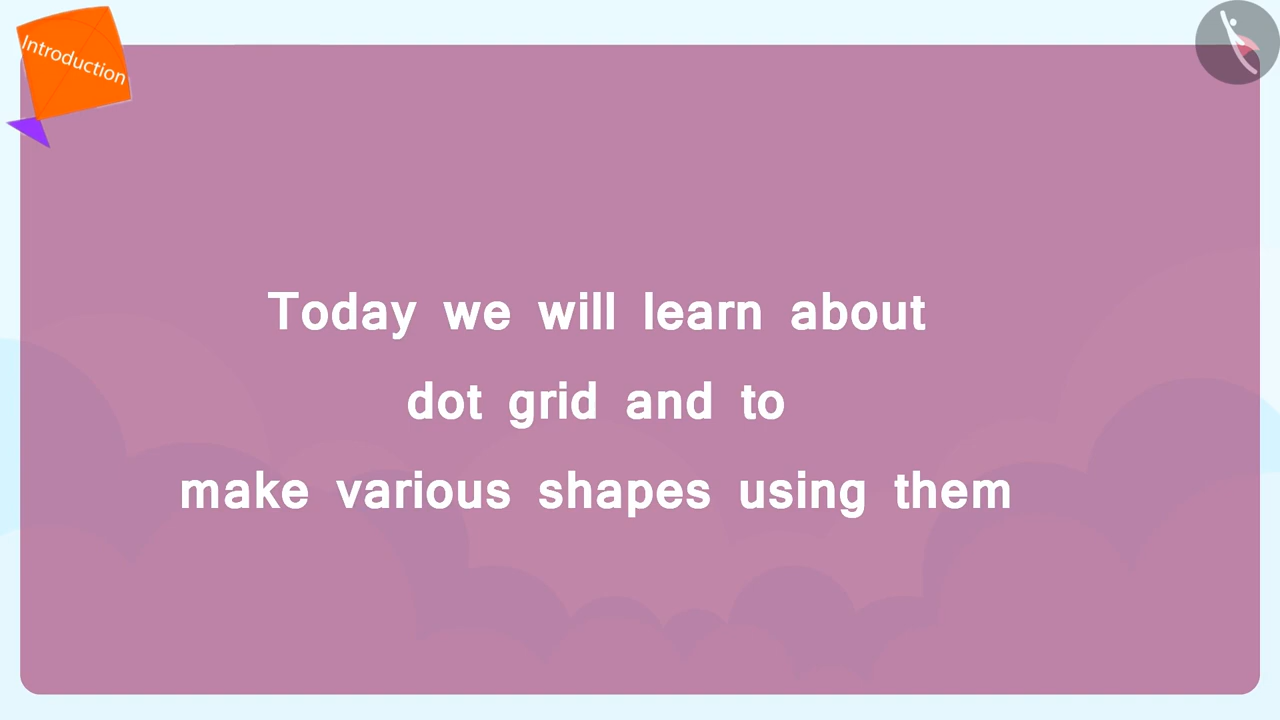 Introduction
Today we will learn about
dot grid and to
make various shapes using them